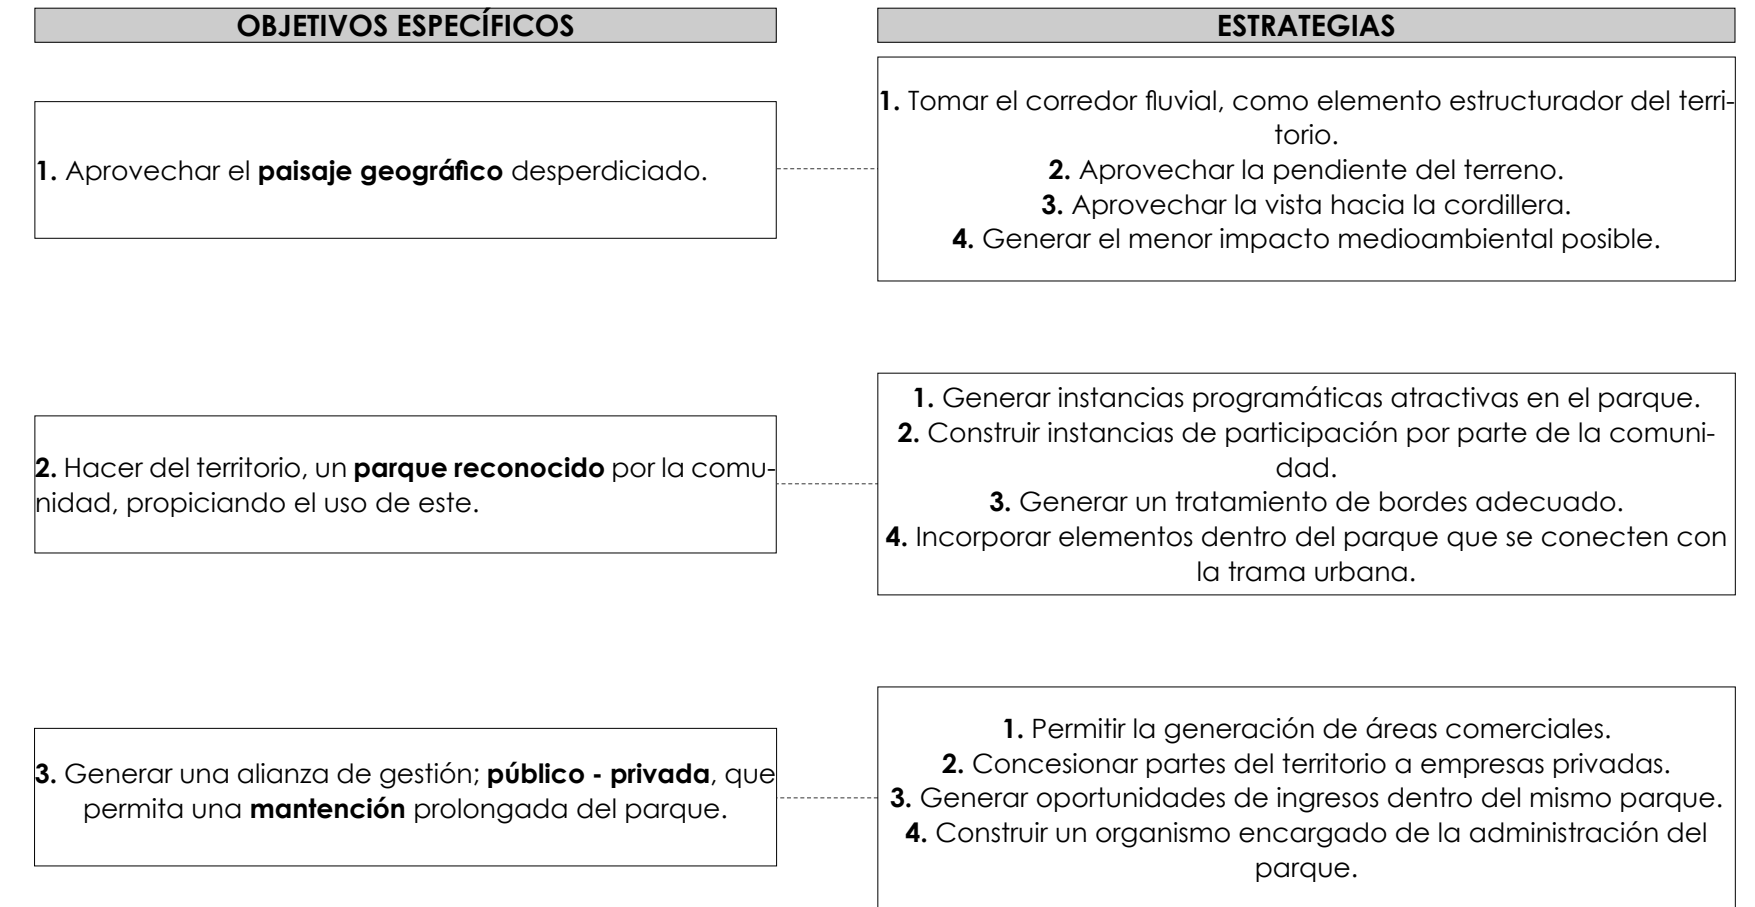 OBJETIVOS ESPECÍFICOS
ESTRATEGIAS
1. Aprovechar el paisaje geográfico desperdiciado.
1. Tomar el corredor fluvial, como elemento estructurador del terri-
torio.
2. Aprovechar la pendiente del terreno.
3. Aprovechar la vista hacia la cordillera.
4. Generar el menor impacto medioambiental posible.
2. Hacer del territorio, un parque reconocido por la comu-
nidad, propiciando el uso de este.
1. Generar instancias programáticas atractivas en el parque.
2. Construir instancias de participación por parte de la comuni-
dad.
3. Generar un tratamiento de bordes adecuado.
4. Incorporar elementos dentro del parque que se conecten con
la trama urbana.
3. Generar una alianza de gestión; público - privada, que
permita una mantención prolongada del parque.
1. Permitir la generación de áreas comerciales.
2. Concesionar partes del territorio a empresas privadas.
3. Generar oportunidades de ingresos dentro del mismo parque.
4. Construir un organismo encargado de la administración del
parque.